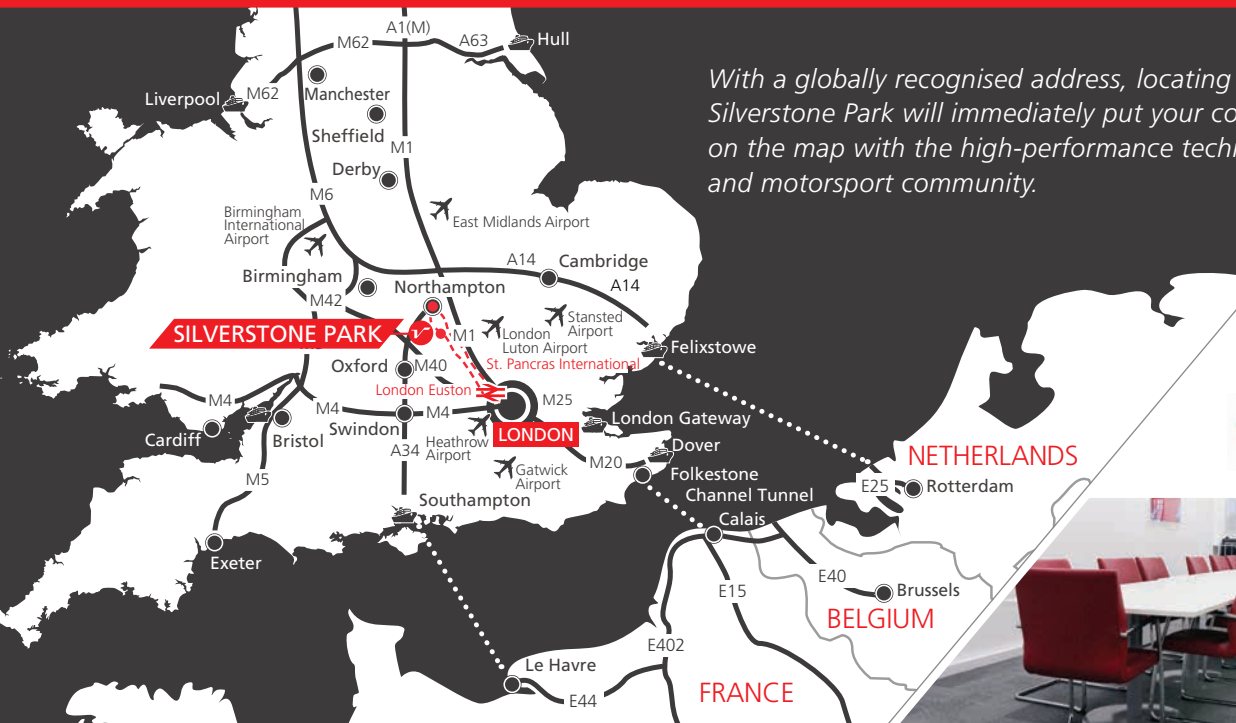 With a globally recognised address, locating
Silverstone Park will immediately put your co
on the map with the high-performance tech
and motorsport community.
A1(M)
M62
A63
Hull
Liverpool
M62
Manchester
Sheffield
M1
Derby
M6
Birmingham
International
Airport
East Midlands Airport
Birmingham
A14
Cambridge
A14
Northampton
M42
SILVERSTONE PARK
M1
London
Luton Airport
Stansted
Airport
Felixstowe
St. Pancras International
Oxford
M40
London Euston
M25
M4
M4
M4
London Gateway
Cardiff
Bristol
Swindon
Heathrow
Airport
LONDON
A34
M20
Dover
Folkestone
Channel Tunnel
Calais
Gatwick
Airport
M5
Southampton
Exeter
NETHERLANDS
E25
Rotterdam
E15
E40
Brussels
BELGIUM
E402
Le Havre
E44
FRANCE